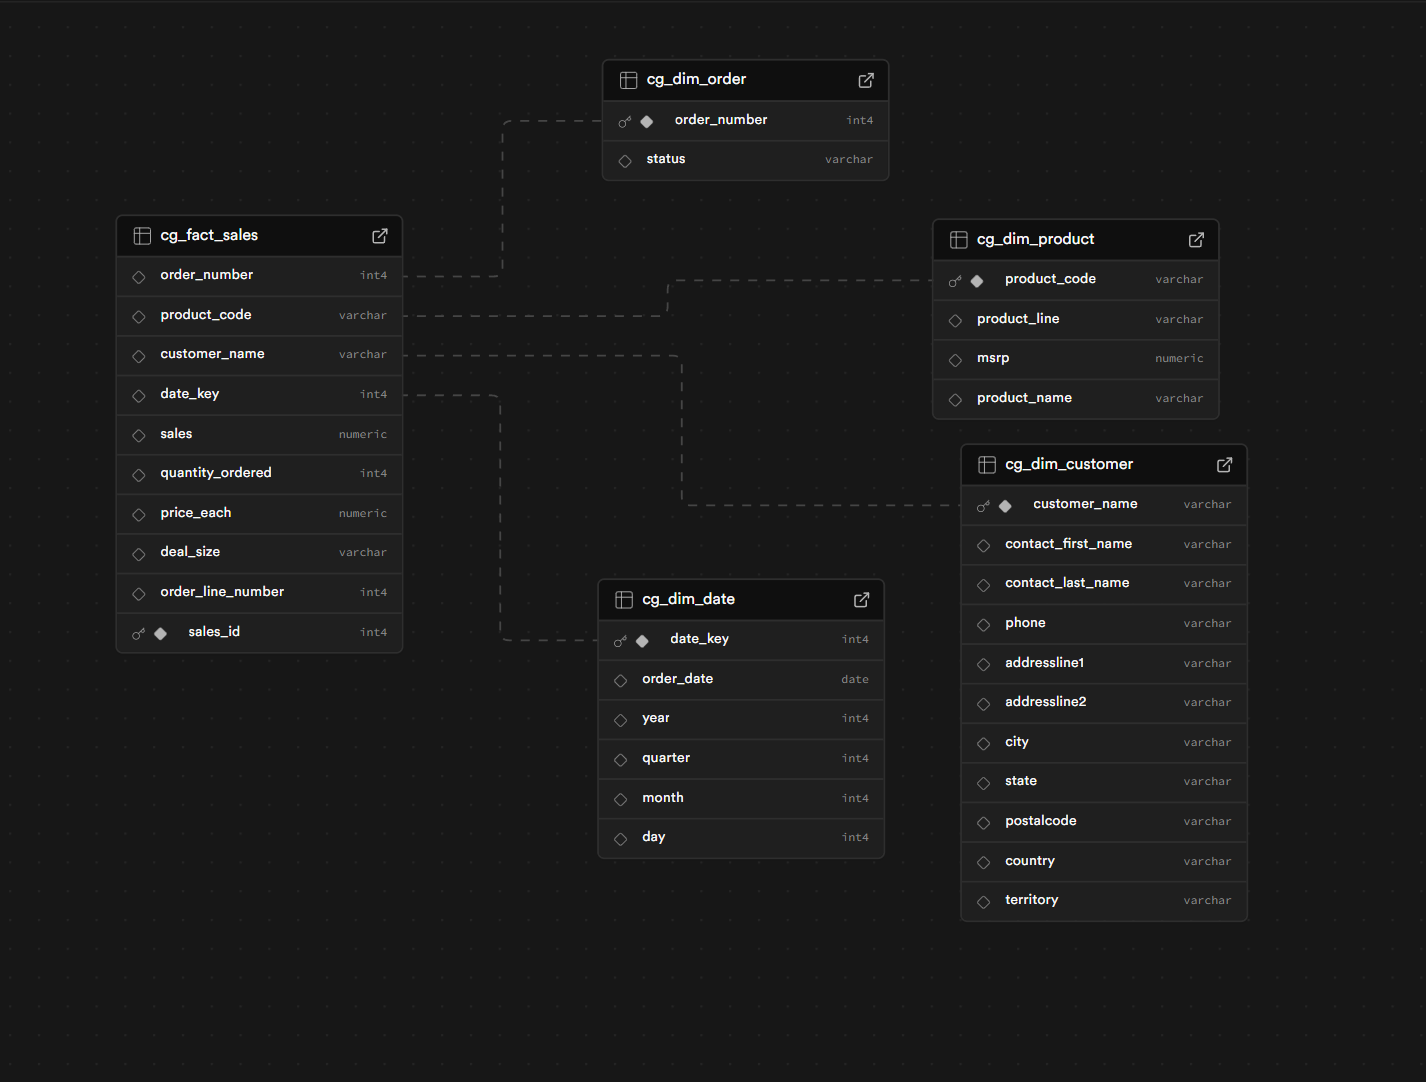 cg_dim_order
order_number int4
status varchar
cg_fact_sales
order_number int4
product_code varchar
customer_name varchar
date_key int4
sales numeric
quantity_ordered int4
price_each numeric
deal_size varchar
order_line_number int4
sales_id int4
cg_dim_product
product_code varchar
product_line varchar
msrp numeric
product_name varchar
cg_dim_customer
customer_name varchar
contact_first_name varchar
contact_last_name varchar
phone varchar
addressline1 varchar
addressline2 varchar
city varchar
state varchar
postalcode varchar
country varchar
territory varchar
cg_dim_date
date_key int4
order_date date
year int4
quarter int4
month int4
day int4